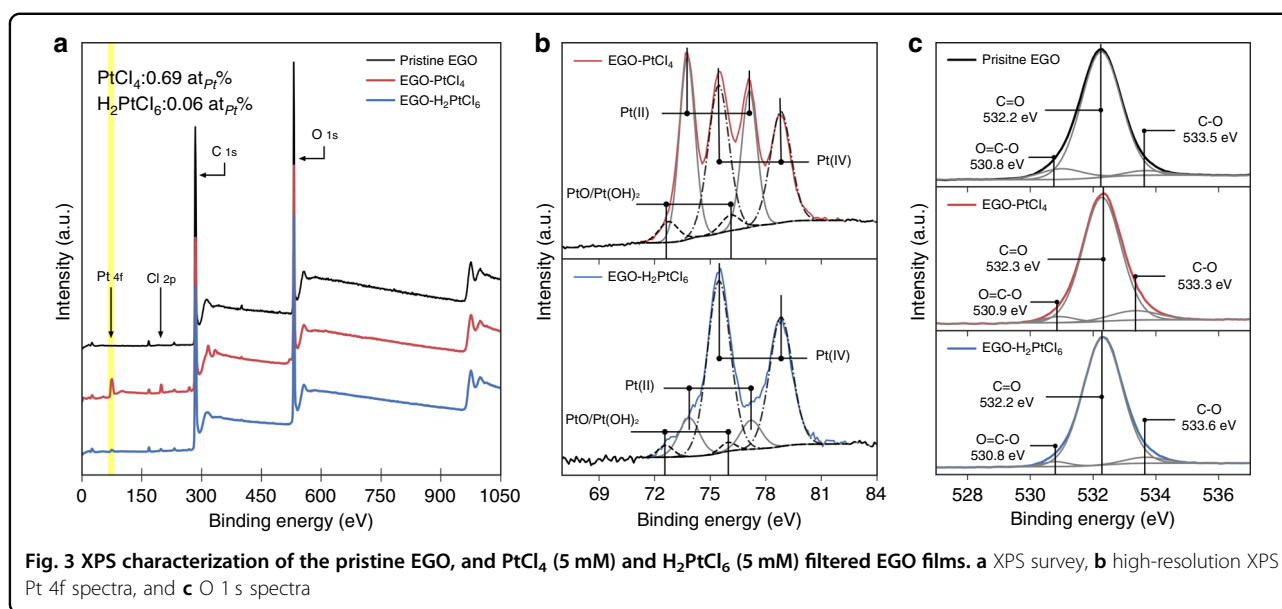 a
PtCl4:0.69 atPt%
H2PtCl6:0.06 atPt%
Pristine EGO
EGO-PtCl4
EGO-H2PtCl6
O 1s
C 1s
Pt 4f
Cl 2p
Intensity (a.u.)
0 150 300 450 600 750 900 1050
Binding energy (eV)
b
EGO-PtCl4
Pt(II)
Pt(IV)
PtO/Pt(OH)2
EGO-H2PtCl6
Pt(IV)
Pt(II)
PtO/Pt(OH)2
Intensity (a.u.)
69 72 75 78 81 84
Binding energy (eV)
c
Prisitne EGO
C=O
532.2 eV
C-O
533.5 eV
O=C-O
530.8 eV
EGO-PtCl4
C=O
532.3 eV
C-O
533.3 eV
O=C-O
530.9 eV
EGO-H2PtCl6
C=O
532.2 eV
C-O
533.6 eV
O=C-O
530.8 eV
Intensity (a.u.)
528 530 532 534 536
Binding energy (eV)
Fig. 3 XPS characterization of the pristine EGO, and PtCl4 (5 mM) and H2PtCl6 (5 mM) filtered EGO films. a XPS survey, b high-resolution XPS
Pt 4f spectra, and c O 1 s spectra